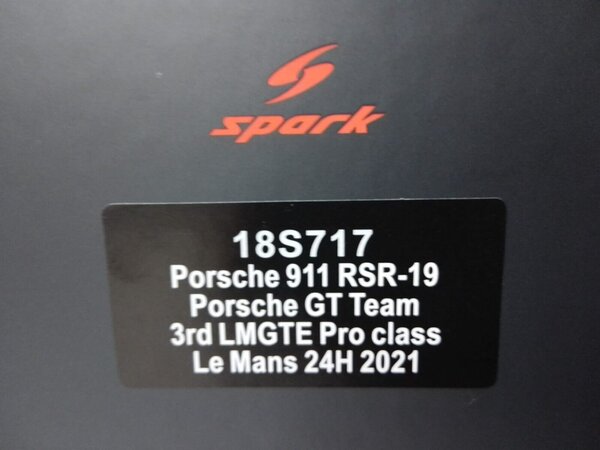 spark
18S717
Porsche 911 RSR-19
Porsche GT Team
3rd LMGTE Pro class
Le Mans 24H 2021